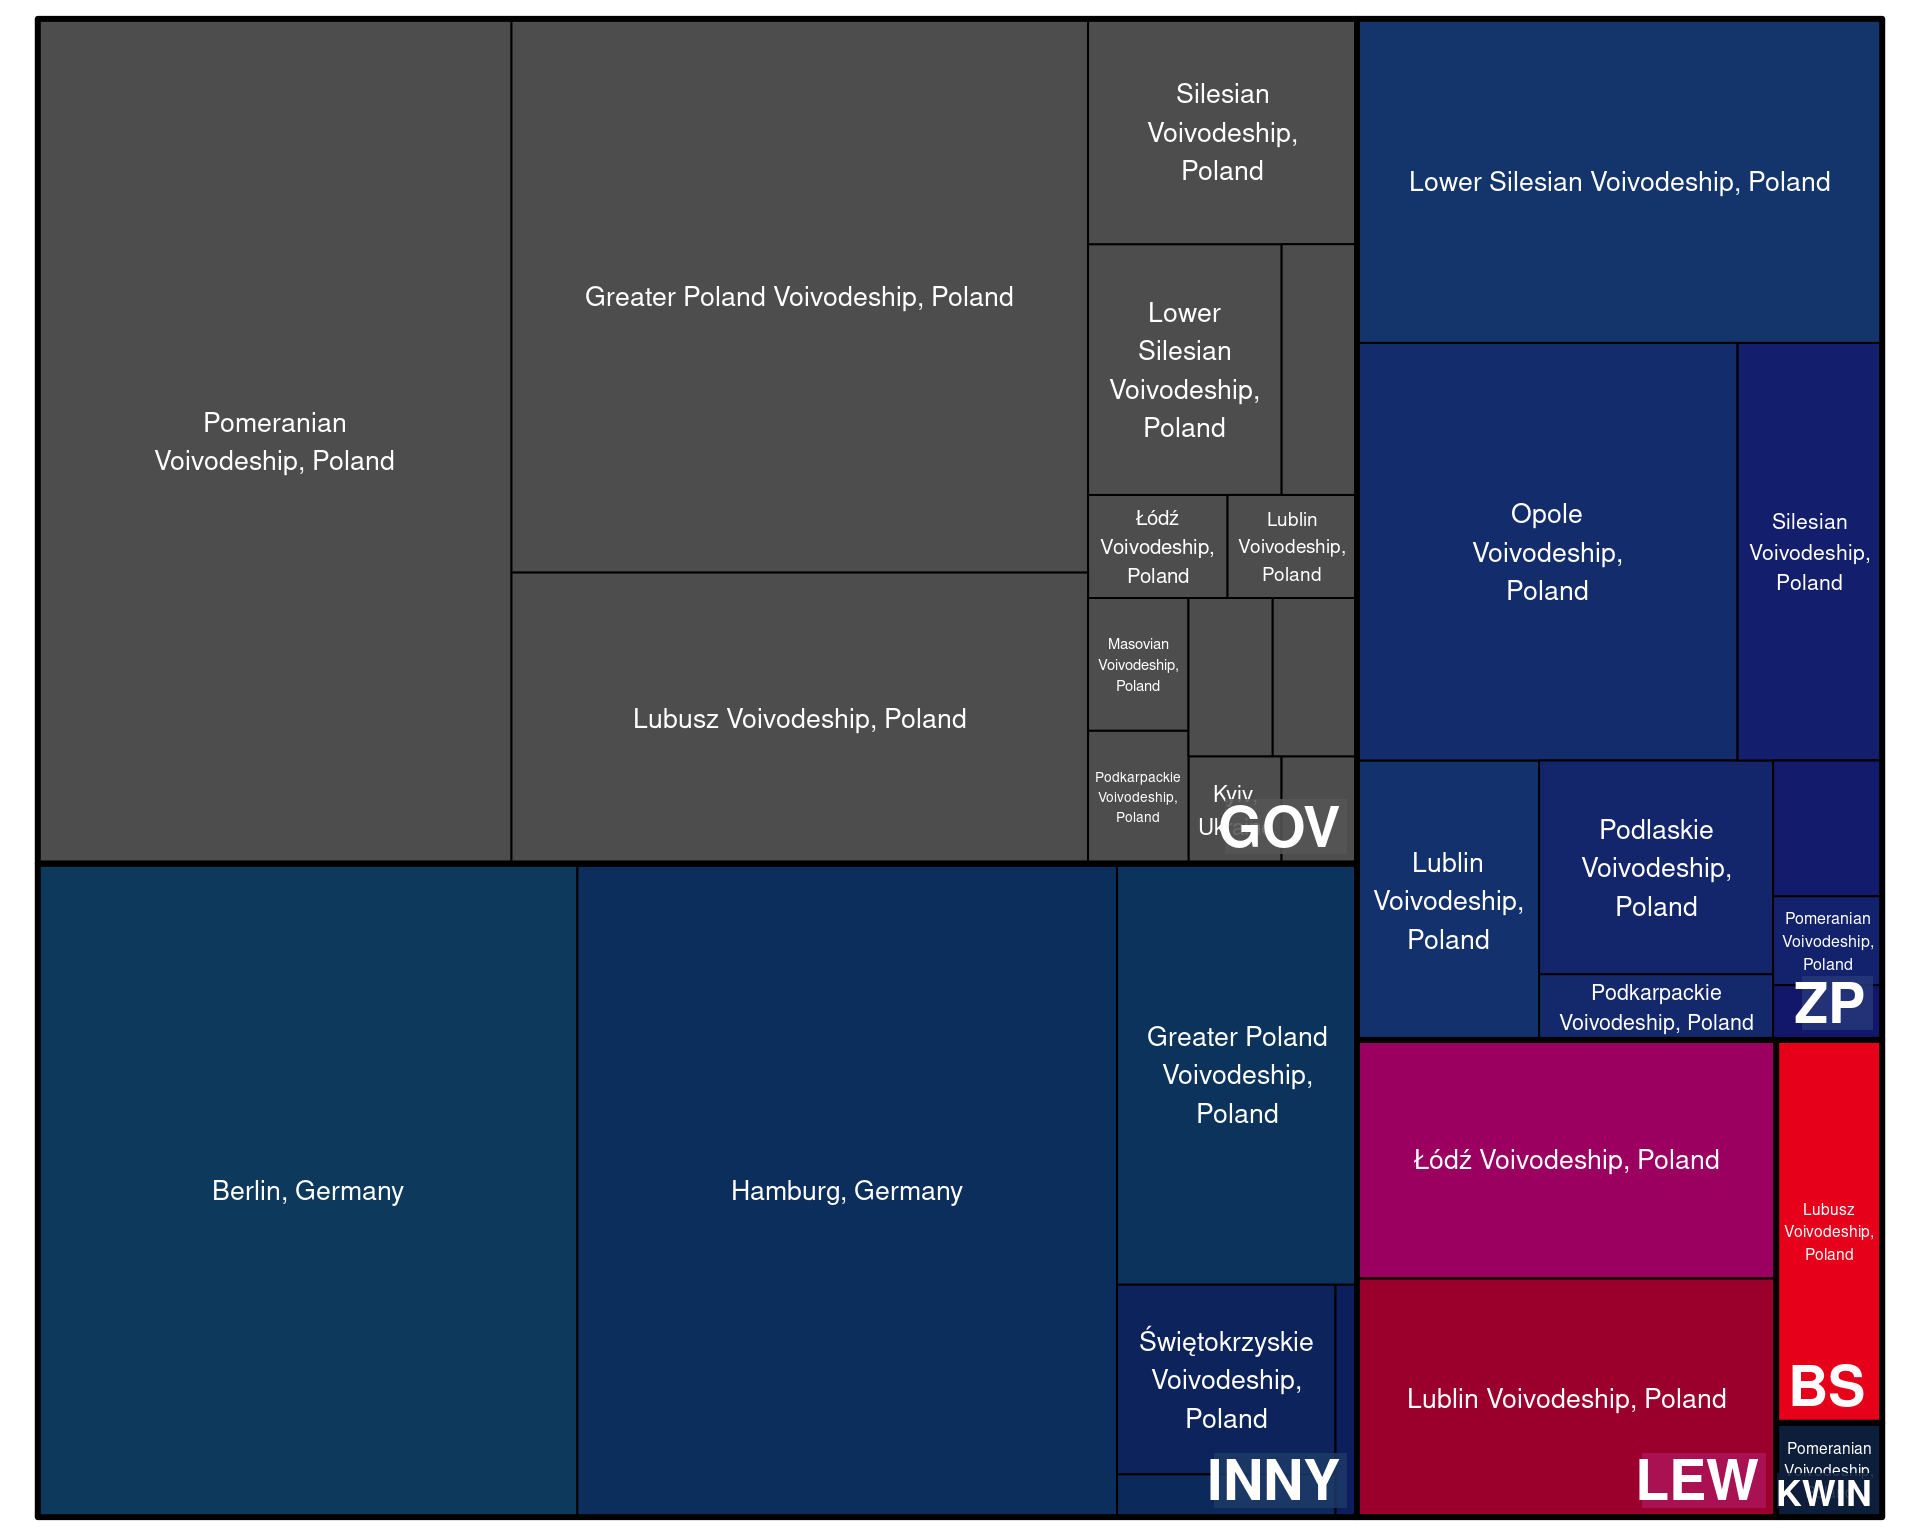 Pomeranian
Voivodeship, Poland
Greater Poland Voivodeship, Poland
Lubusz Voivodeship, Poland
Silesian
Voivodeship,
Poland
Lower
Silesian
Voivodeship,
Poland
Łódź
Voivodeship,
Poland
Lublin
Voivodeship,
Poland
Masovian
Voivodeship,
Poland
Podkarpackie
Voivodeship,
Poland
Kyiv,
GOV
Berlin, Germany
Hamburg, Germany
Greater Poland
Voivodeship,
Poland
Świętokrzyskie
Voivodeship,
Poland
INNY
Lower Silesian Voivodeship, Poland
Opole
Voivodeship,
Poland
Silesian
Voivodeship,
Poland
Lublin
Voivodeship,
Poland
Podlaskie
Voivodeship,
Poland
Podkarpackie
Voivodeship, Poland
Pomeranian
Voivodeship,
Poland
ZP
Łódź Voivodeship, Poland
Lublin Voivodeship, Poland
LEW
Lubusz
Voivodeship,
Poland
BS
Pomeranian
Voivodeship,
KWIN